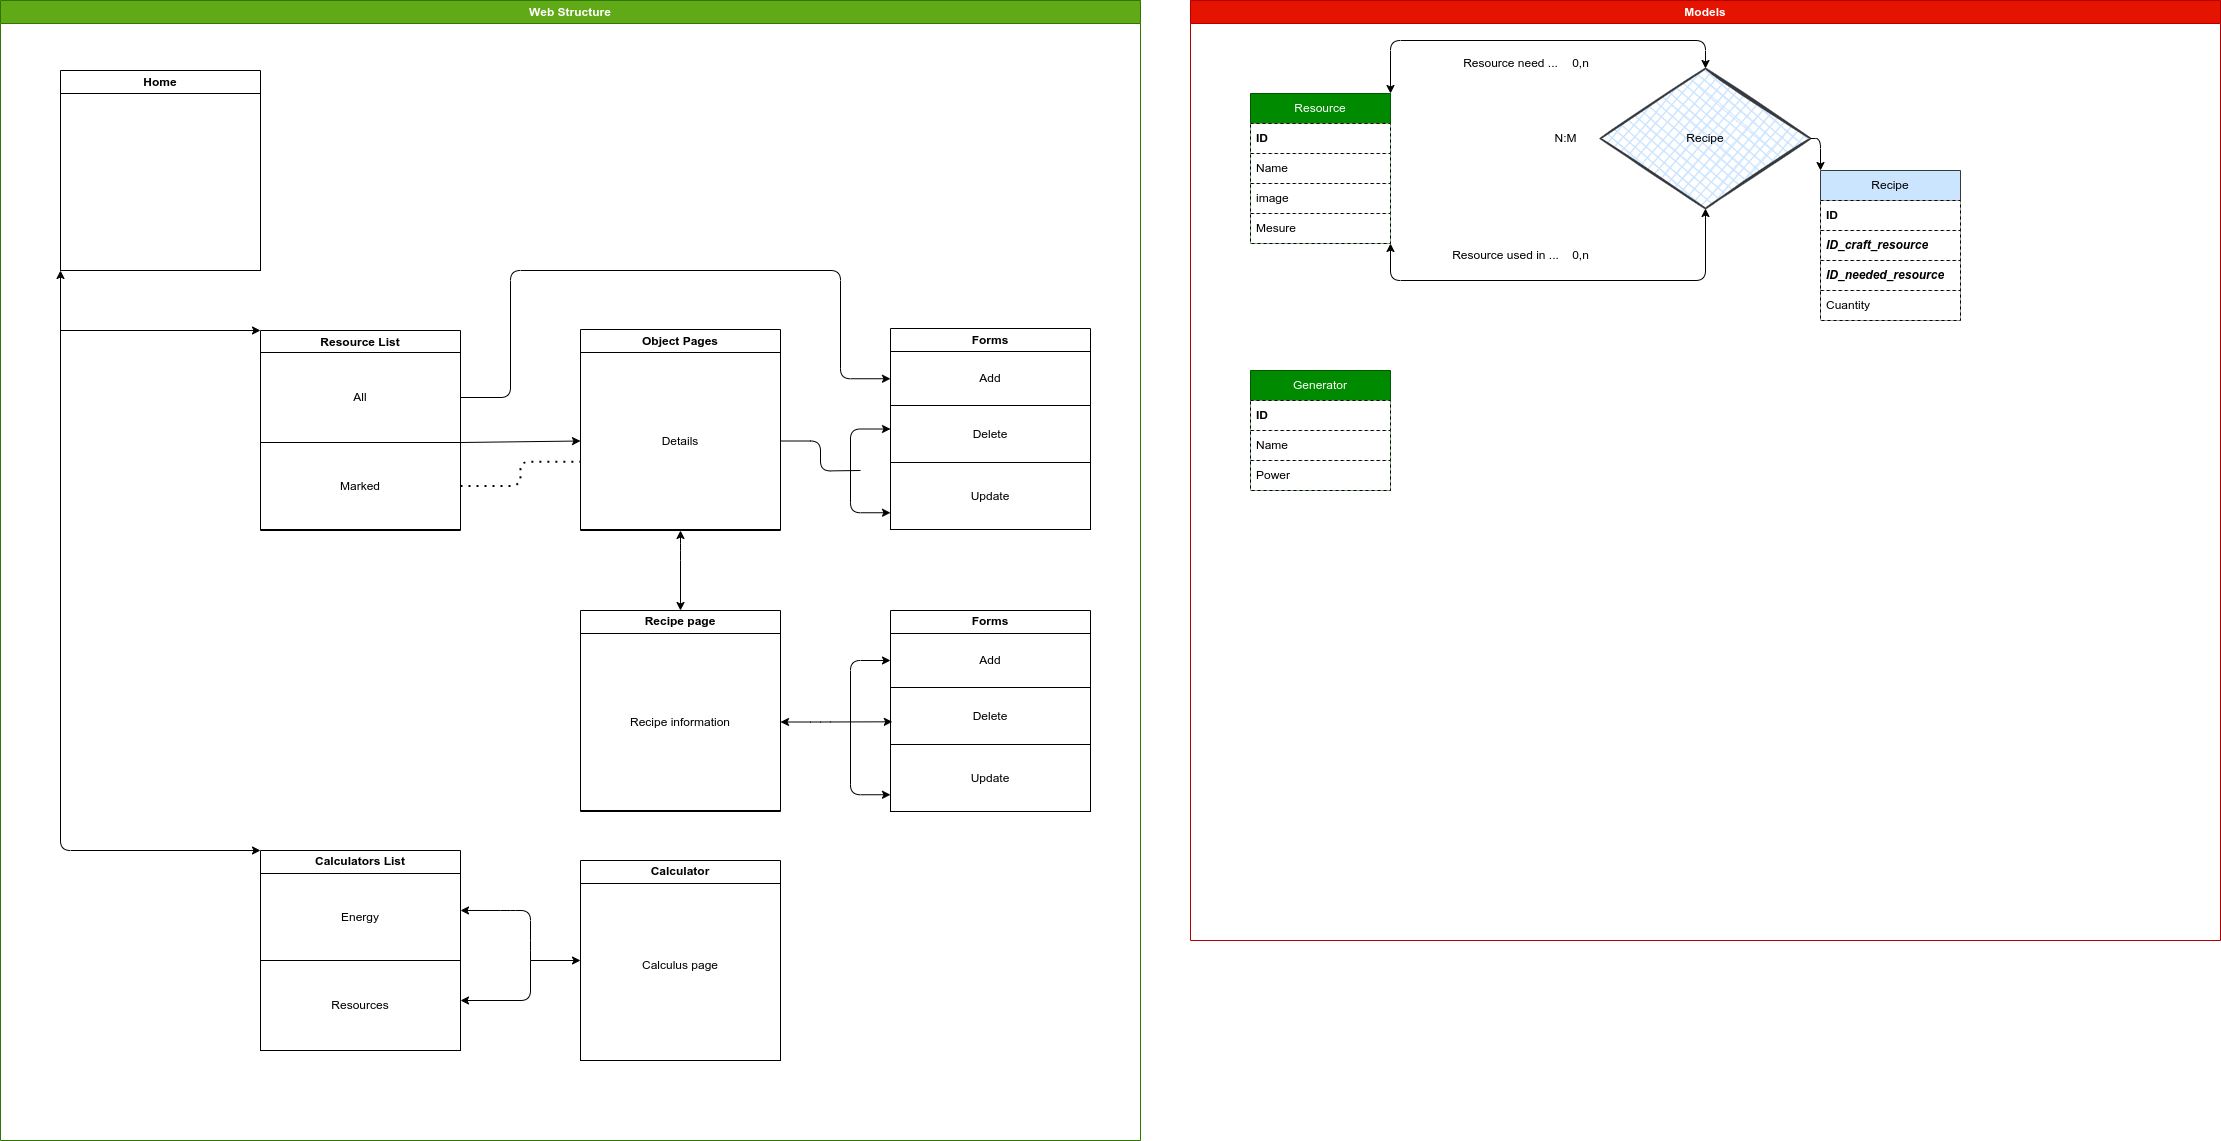 Web Structure
Home
Resource List
All
Marked
Object Pages
Details
Forms
Add
Delete
Update
Recipe page
Recipe information
Forms
Add
Delete
Update
Calculators List
Energy
Resources
Calculator
Calculus page
Models
Resource need ... 0,n
Resource
ID
Name
image
Mesure
N:M
Recipe
Resource used in ... 0,n
Recipe
ID
ID_craft_resource
ID_needed_resource
Cuantity
Generator
ID
Name
Power